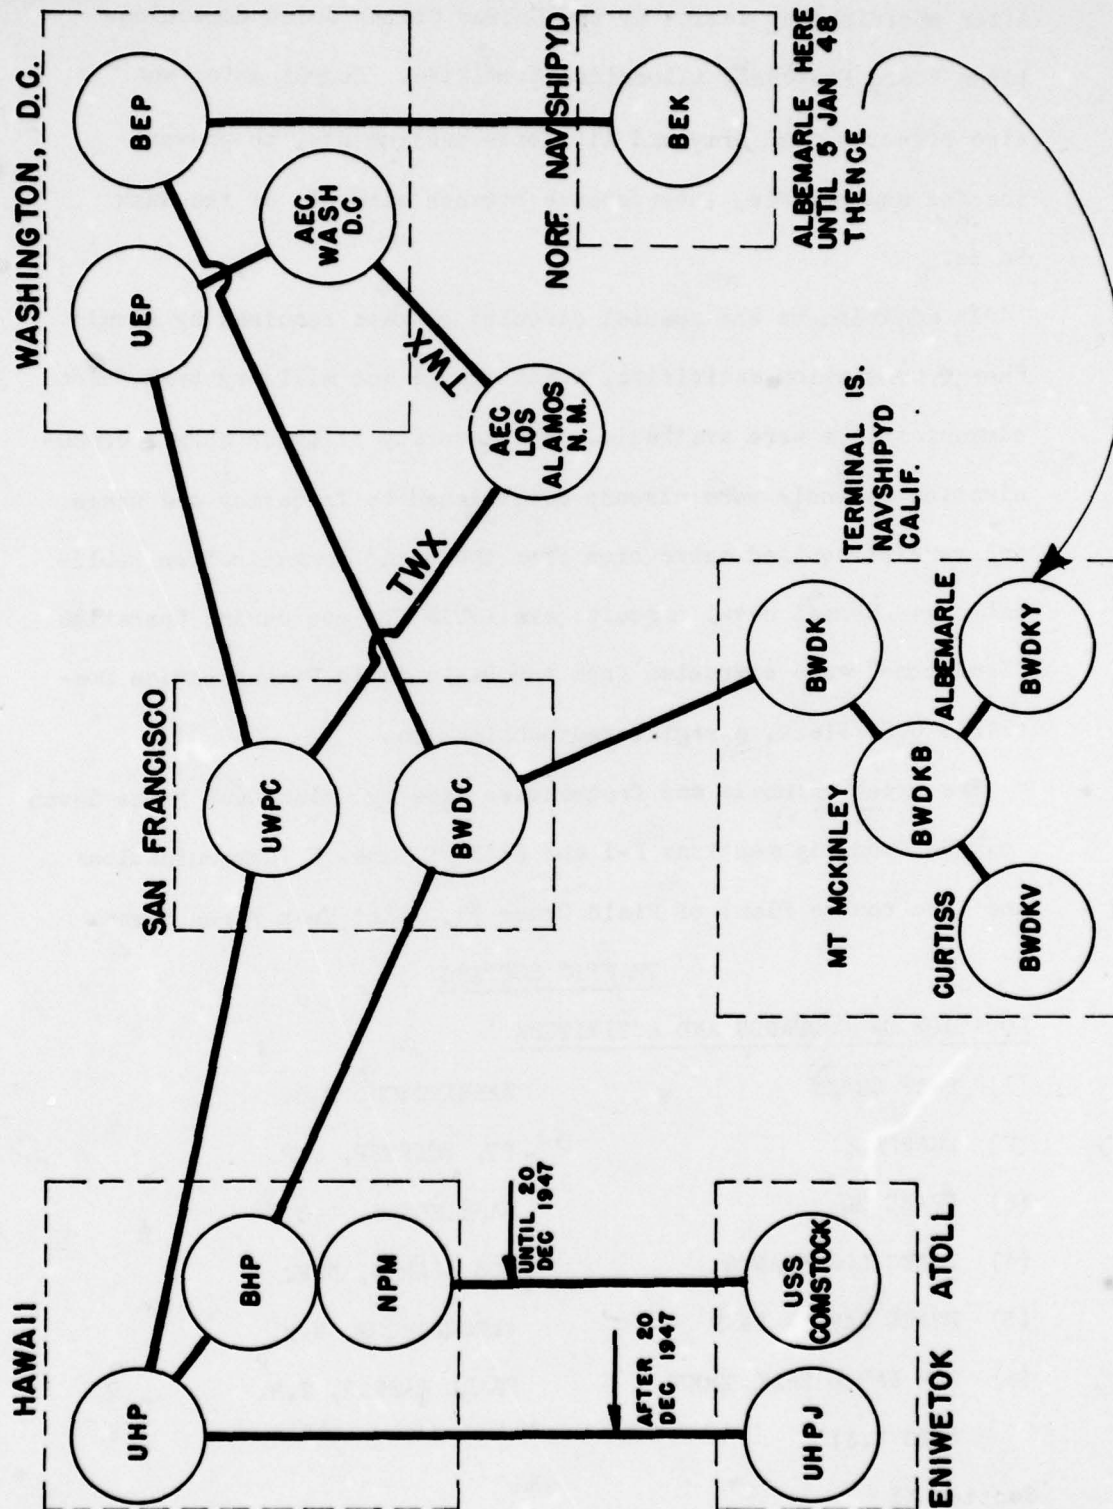 HAWAII
UHP
BHP
NPM
UNTIL 20
DEC 1947
AFTER 20
DEC 1947
USS
COMSTOCK
UHPJ
ENIWETOK ATOLL
SAN FRANCISCO
UWPC
BWDC
WASHINGTON, D.C.
UEP
BEP
AEC
WASH
D.C
TWX
AEC
LOS
ALAMOS
N.M.
TWX
NORF. NAVSHIPYD
BEK
ALBEMARLE HERE
UNTIL 5 JAN 48
THENCE
TERMINAL IS.
NAVSHIPYD
CALIF.
BWDK
MT MCKINLEY
BWDKB
ALBEMARLE
BWDKY
CURTISS
BWDKV